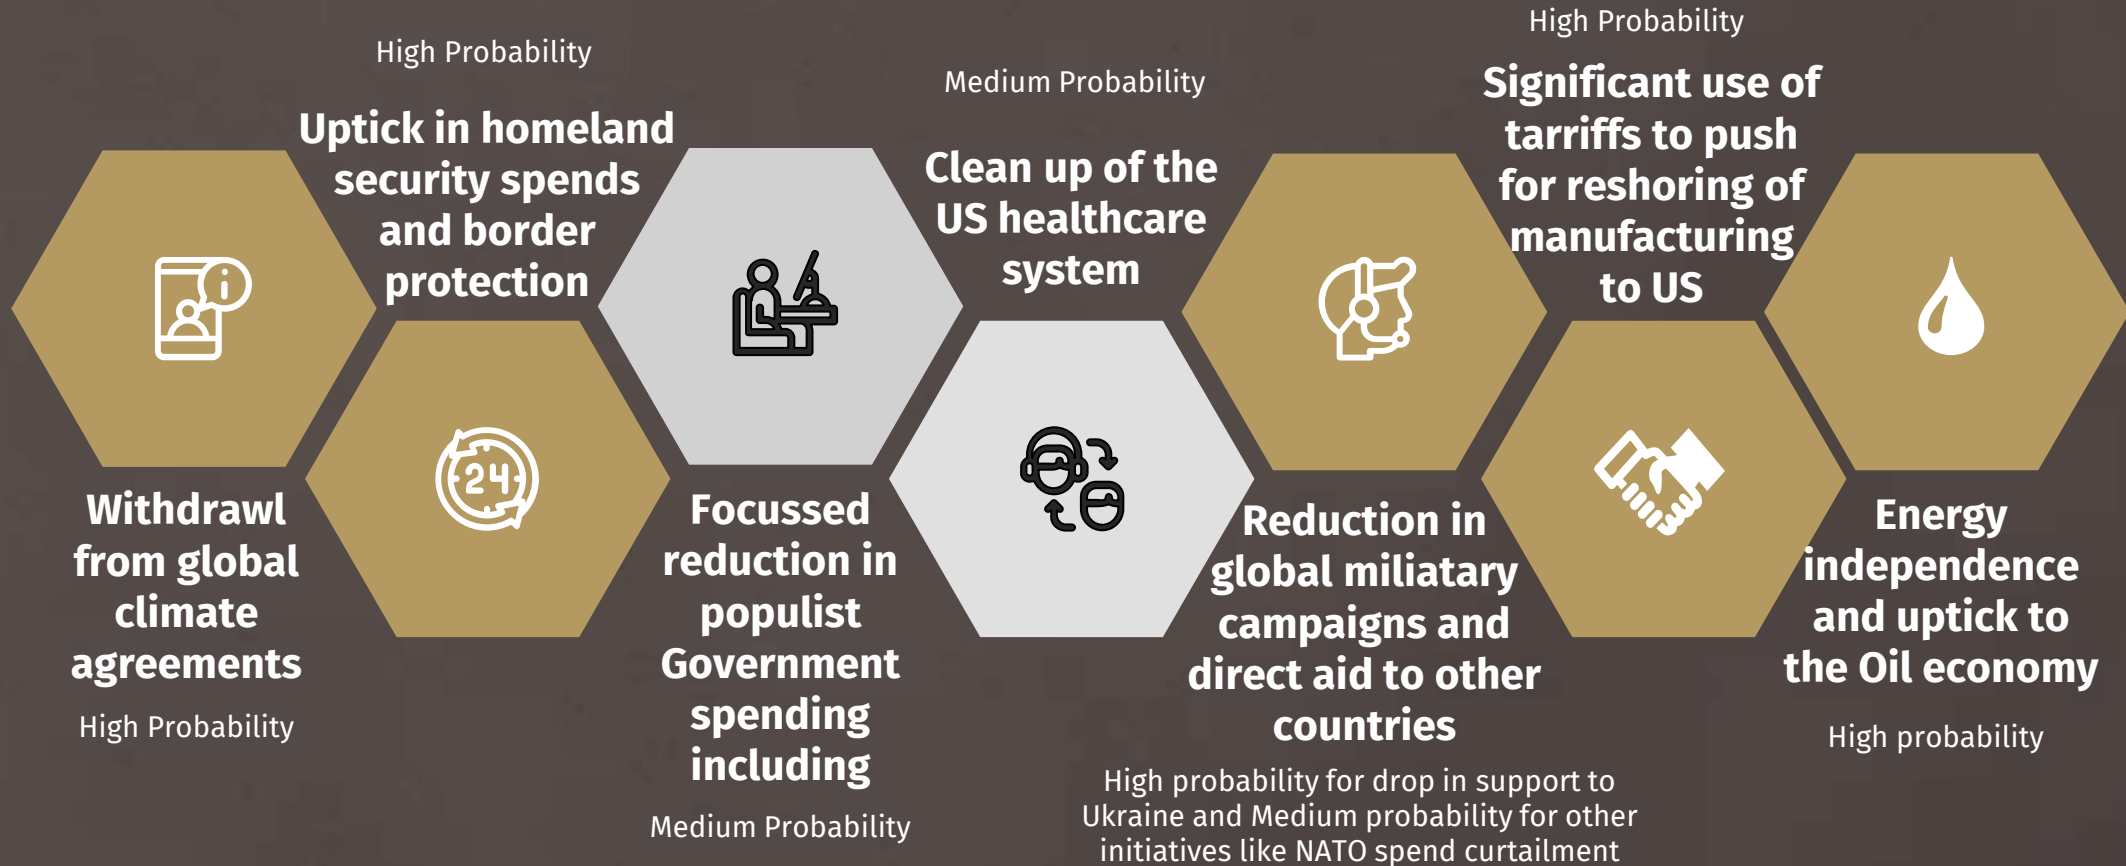 Withdrawl
from global
climate
agreements
High Probability
High Probability
Uptick in homeland
security spends
and border
protection
24
Focussed
reduction in
populist
Government
spending
including
Medium Probability
Medium Probability
Clean up of the
US healthcare
system
Reduction in
global miliatary
campaigns and
direct aid to other
countries
High probability for drop in support to
Ukraine and Medium probability for other
initiatives like NATO spend curtailment
High Probability
Significant use of
tarriffs to push
for reshoring of
manufacturing
to US
Energy
independence
and uptick to
the Oil economy
High probability